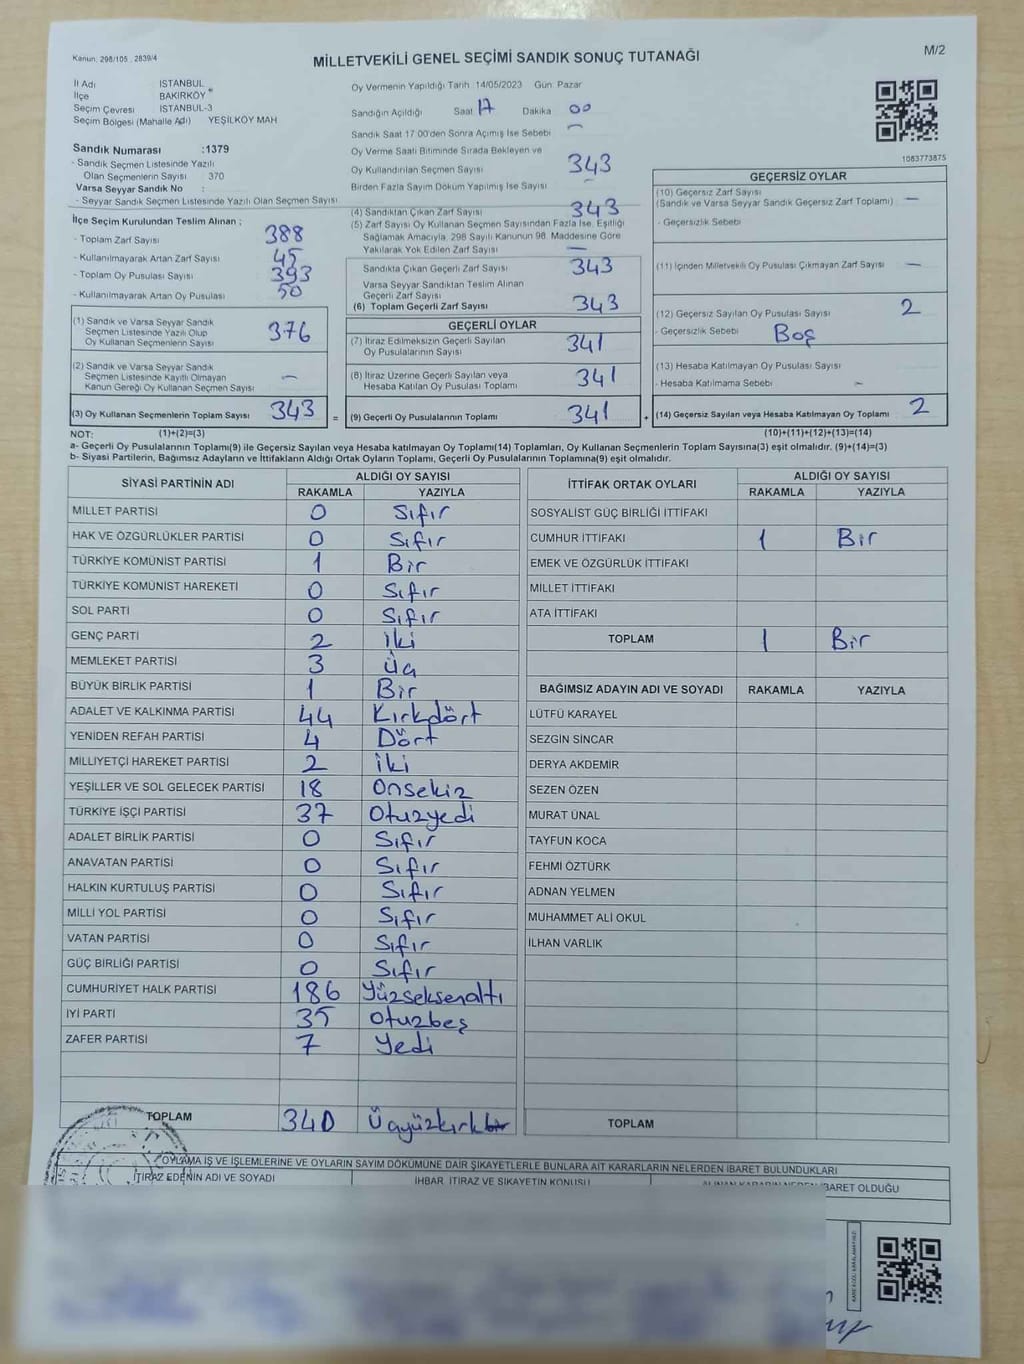 Kanun: 298/105, 2839/4
MİLLETVEKİLİ GENEL SEÇİMİ SANDIK SONUÇ TUTANAĞI
M/2
İl Adı İSTANBUL
İlçe BAKIRKÖY
Seçim Çevresi İSTANBUL-3
Seçim Bölgesi (Mahalle Adı) YEŞİLKÖY MAH
Sandık Numarası :1379
- Sandık Seçmen Listesinde Yazılı
Olan Seçmenlerin Sayısı : 370
Varsa Seyyar Sandık No :
- Seyyar Sandık Seçmen Listesinde Yazılı Olan Seçmen Sayısı
İlçe Seçim Kurulundan Teslim Alınan ;
- Toplam Zarf Sayısı 388
- Kullanılmayarak Artan Zarf Sayısı 45
- Toplam Oy Pusulası Sayısı 393
- Kullanılmayarak Artan Oy Pusulası 50
(1) Sandık ve Varsa Seyyar Sandık
Seçmen Listesinde Yazılı Olup
Oy Kullanan Seçmenlerin Sayısı 376
(2) Sandık ve Varsa Seyyar Sandık
Seçmen Listesinde Kayıtlı Olmayan
Kanun Gereği Oy Kullanan Seçmen Sayısı —
(3) Oy Kullanan Seçmenlerin Toplam Sayısı 343 =
Oy Vermenin Yapıldığı Tarih :14/05/2023 Gün: Pazar
Sandığın Açıldığı Saat 17 Dakika 00
Sandık Saat 17:00'den Sonra Açılmış İse Sebebi —
Oy Verme Saati Bitiminde Sırada Bekleyen ve
Oy Kullandırılan Seçmen Sayısı 343
Birden Fazla Sayım Döküm Yapılmış İse Sayısı
(4) Sandıktan Çıkan Zarf Sayısı 343
(5) Zarf Sayısı Oy Kullanan Seçmen Sayısından Fazla İse, Eşitliği
Sağlamak Amacıyla, 298 Sayılı Kanunun 98. Maddesine Göre
Yakılarak Yok Edilen Zarf Sayısı —
Sandıkta Çıkan Geçerli Zarf Sayısı 343
Varsa Seyyar Sandıktan Teslim Alınan
Geçerli Zarf Sayısı
(6) Toplam Geçerli Zarf Sayısı 343
GEÇERLİ OYLAR
(7) İtiraz Edilmeksizin Geçerli Sayılan
Oy Pusulalarının Sayısı 341
(8) İtiraz Üzerine Geçerli Sayılan veya
Hesaba Katılan Oy Pusulası Toplamı 341
(9) Geçerli Oy Pusulalarının Toplamı 341 +
1083773875
GEÇERSİZ OYLAR
(10) Geçersiz Zarf Sayısı
(Sandık ve Varsa Seyyar Sandık Geçersiz Zarf Toplamı) —
- Geçersizlik Sebebi
(11) İçinden Milletvekili Oy Pusulası Çıkmayan Zarf Sayısı —
(12) Geçersiz Sayılan Oy Pusulası Sayısı 2
- Geçersizlik Sebebi Boş
(13) Hesaba Katılmayan Oy Pusulası Sayısı
- Hesaba Katılmama Sebebi —
(14) Geçersiz Sayılan veya Hesaba Katılmayan Oy Toplamı 2
NOT: (1)+(2)=(3) (10)+(11)+(12)+(13)=(14)
a- Geçerli Oy Pusulalarının Toplamı(9) ile Geçersiz Sayılan veya Hesaba katılmayan Oy Toplamı(14) Toplamları, Oy Kullanan Seçmenlerin Toplam Sayısına(3) eşit olmalıdır. (9)+(14)=(3)
b- Siyasi Partilerin, Bağımsız Adayların ve İttifakların Aldığı Ortak Oyların Toplamı, Geçerli Oy Pusulalarının Toplamına(9) eşit olmalıdır.
SİYASİ PARTİNİN ADI ALDIĞI OY SAYISI
RAKAMLA YAZIYLA
MİLLET PARTİSİ 0 Sıfır
HAK VE ÖZGÜRLÜKLER PARTİSİ 0 Sıfır
TÜRKİYE KOMÜNİST PARTİSİ 1 Bir
TÜRKİYE KOMÜNİST HAREKETİ 0 Sıfır
SOL PARTİ 0 Sıfır
GENÇ PARTİ 2 iki
MEMLEKET PARTİSİ 3 Üç
BÜYÜK BİRLİK PARTİSİ 1 Bir
ADALET VE KALKINMA PARTİSİ 44 Kırkdört
YENİDEN REFAH PARTİSİ 4 Dört
MİLLİYETÇİ HAREKET PARTİSİ 2 iki
YEŞİLLER VE SOL GELECEK PARTİSİ 18 Onsekiz
TÜRKİYE İŞÇİ PARTİSİ 37 Otuzyedi
ADALET BİRLİK PARTİSİ 0 Sıfır
ANAVATAN PARTİSİ 0 Sıfır
HALKIN KURTULUŞ PARTİSİ 0 Sıfır
MİLLİ YOL PARTİSİ 0 Sıfır
VATAN PARTİSİ 0 Sıfır
GÜÇ BİRLİĞİ PARTİSİ 0 Sıfır
CUMHURİYET HALK PARTİSİ 186 Yüzseksenaltı
İYİ PARTİ 35 Otuzbeş
ZAFER PARTİSİ 7 Yedi
TOPLAM 340 Üçyüzkırk
İTTİFAK ORTAK OYLARI ALDIĞI OY SAYISI
RAKAMLA YAZIYLA
SOSYALİST GÜÇ BİRLİĞİ İTTİFAKI
CUMHUR İTTİFAKI 1 Bir
EMEK VE ÖZGÜRLÜK İTTİFAKI
MİLLET İTTİFAKI
ATA İTTİFAKI
TOPLAM 1 Bir
BAĞIMSIZ ADAYIN ADI VE SOYADI RAKAMLA YAZIYLA
LÜTFÜ KARAYEL
SEZGİN SİNCAR
DERYA AKDEMİR
SEZEN ÖZEN
MURAT ÜNAL
TAYFUN KOCA
FEHMİ ÖZTÜRK
ADNAN YELMEN
MUHAMMET ALİ OKUL
İLHAN VARLIK
TOPLAM
OYLAMA İŞ VE İŞLEMLERİNE VE OYLARIN SAYIM DÖKÜMÜNE DAİR ŞİKAYETLERLE BUNLARA AİT KARARLARIN NELERDEN İBARET BULUNDUKLARI
İTİRAZ EDENİN ADI VE SOYADI İHBAR, İTİRAZ VE ŞİKAYETİN KONUSU ALINAN KARARIN NEDEN İBARET OLDUĞU